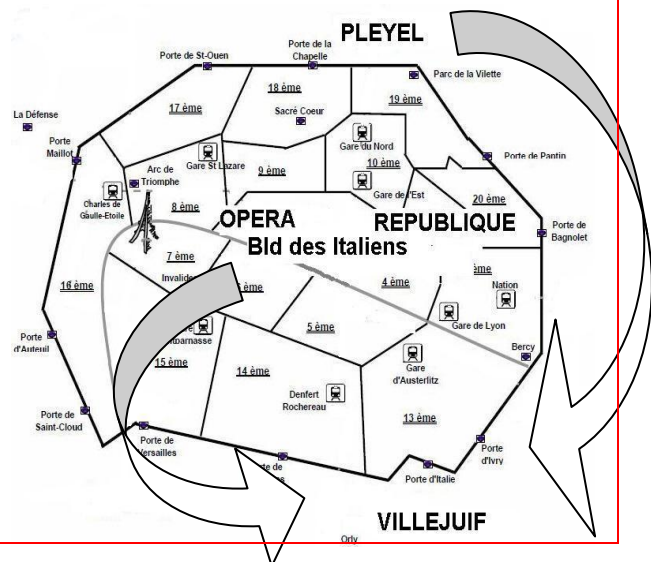 PLEYEL
Porte de la
Chapelle
Porte de St-Ouen
Parc de la Vilette
18 ème
17 ème
19 ème
La Défense
Sacré Coeur
Porte
Maillot
Gare du Nord
Gare St Lazare
10 ème
Porte de Pantin
Arc de
Triomphe
9 ème
Gare de l'Est
Charles de
Gaulle-Etoile
8 ème
20 ème
OPERA
REPUBLIQUE
Porte de
Bagnolet
Bld des Italiens
7 ème
ème
Invalide
4 ème
16 ème
ème
Nation
5 ème
Gare de Lyon
Porte
d'Auteuil
15 ème
14 ème
Gare
d'Austerlitz
Bercy
Denfert
Rochereau
Porte de
Saint-Cloud
13 ème
Porte de
Versailles
Porte
d'Ivry
Porte d'Italie
VILLEJUIF
Orly